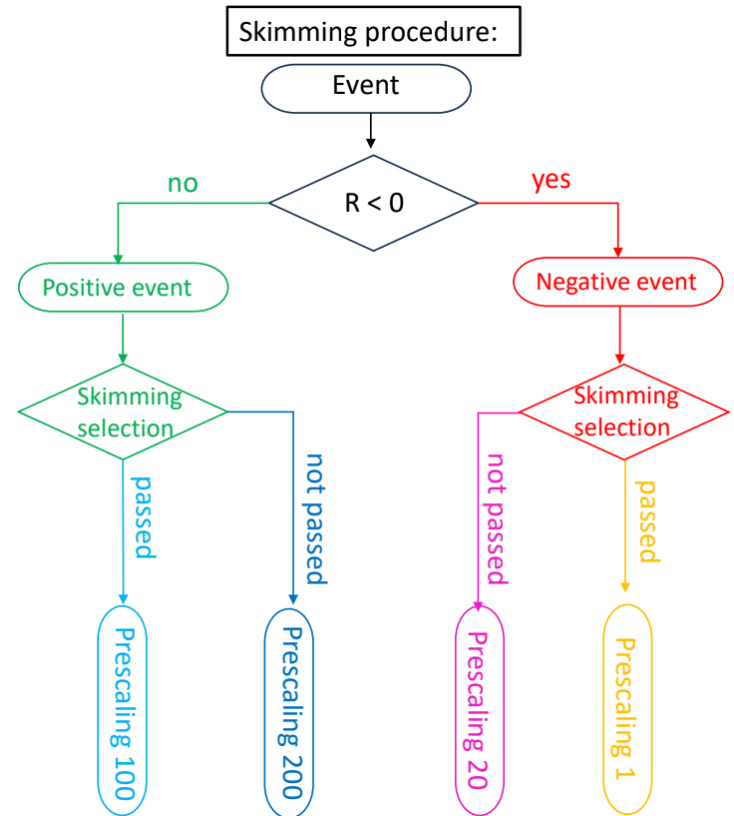 Skimming procedure:
Event
R < 0
no
yes
Positive event
Negative event
Skimming
selection
Skimming
selection
passed
not passed
not passed
passed
Prescaling 100
Prescaling 200
Prescaling 20
Prescaling 1